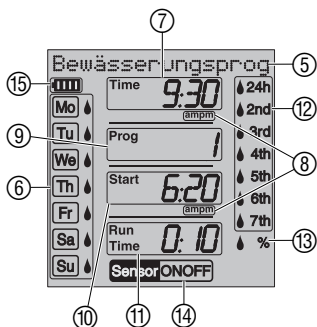 ⑦
Bewässerungsprog ⑤
⑮ Time 9:30 ampm 24h
Mo 2nd ⑫
⑨ Prog 1 3rd
Tu
We 4th ⑧
⑥ Th Start 6:20 ampm 5th
Fr 6th
7th
Sa Run Time 0:10 % ⑬
Su
Sensor ONOFF
⑩ ⑪ ⑭